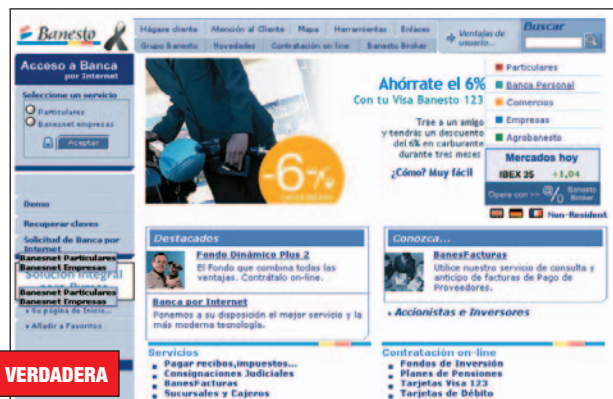 Banesto
Hágase cliente
Atención al Cliente
Mapa
Herramientas
Enlaces
Grupo Banesto
Novedades
Contratación on line
Banesto Broker
Ventajas de
usuario...
Buscar
Acceso a Banca
por Internet
Seleccione un servicio
Particulares
Banesnet empresas
Aceptar
Demo
Recuperar claves
Solicitud de Banca por
Internet
Banesnet Particulares
Banesnet Empresas
Solución Integral
Banesnet Particulares
Banesnet Empresas
Su página de Inicio...
Añadir a Favoritos
VERDADERA
-6%
Ahórrate el 6%
Con tu Visa Banesto 123
Trae a un amigo
y tendrás un descuento
del 6% en carburante
durante tres meses
¿Cómo? Muy fácil
Particulares
Banca Personal
Comercios
Empresas
Agrobanesto
Mercados hoy
IBEX 35 +1,04
Opera con >> @/o Banesto
Broker
Non-Resident
Destacados
Fondo Dinámico Plus 2
El Fondo que combina todas las
ventajas. Contrátalo on-line.
Banca por Internet
Ponemos a su disposición el mejor servicio y la
más moderna tecnología.
Conozca...
BanesFacturas
Utilice nuestro servicio de consulta y
anticipo de facturas de Pago de
Proveedores.
Accionistas e Inversores
Servicios
Pagar recibos,impuestos...
Consignaciones Judiciales
BanesFacturas
Sucursales y Cajeros
Contratación on-line
Fondos de Inversión
Planes de Pensiones
Tarjetas Visa 123
Tarjetas de Débito